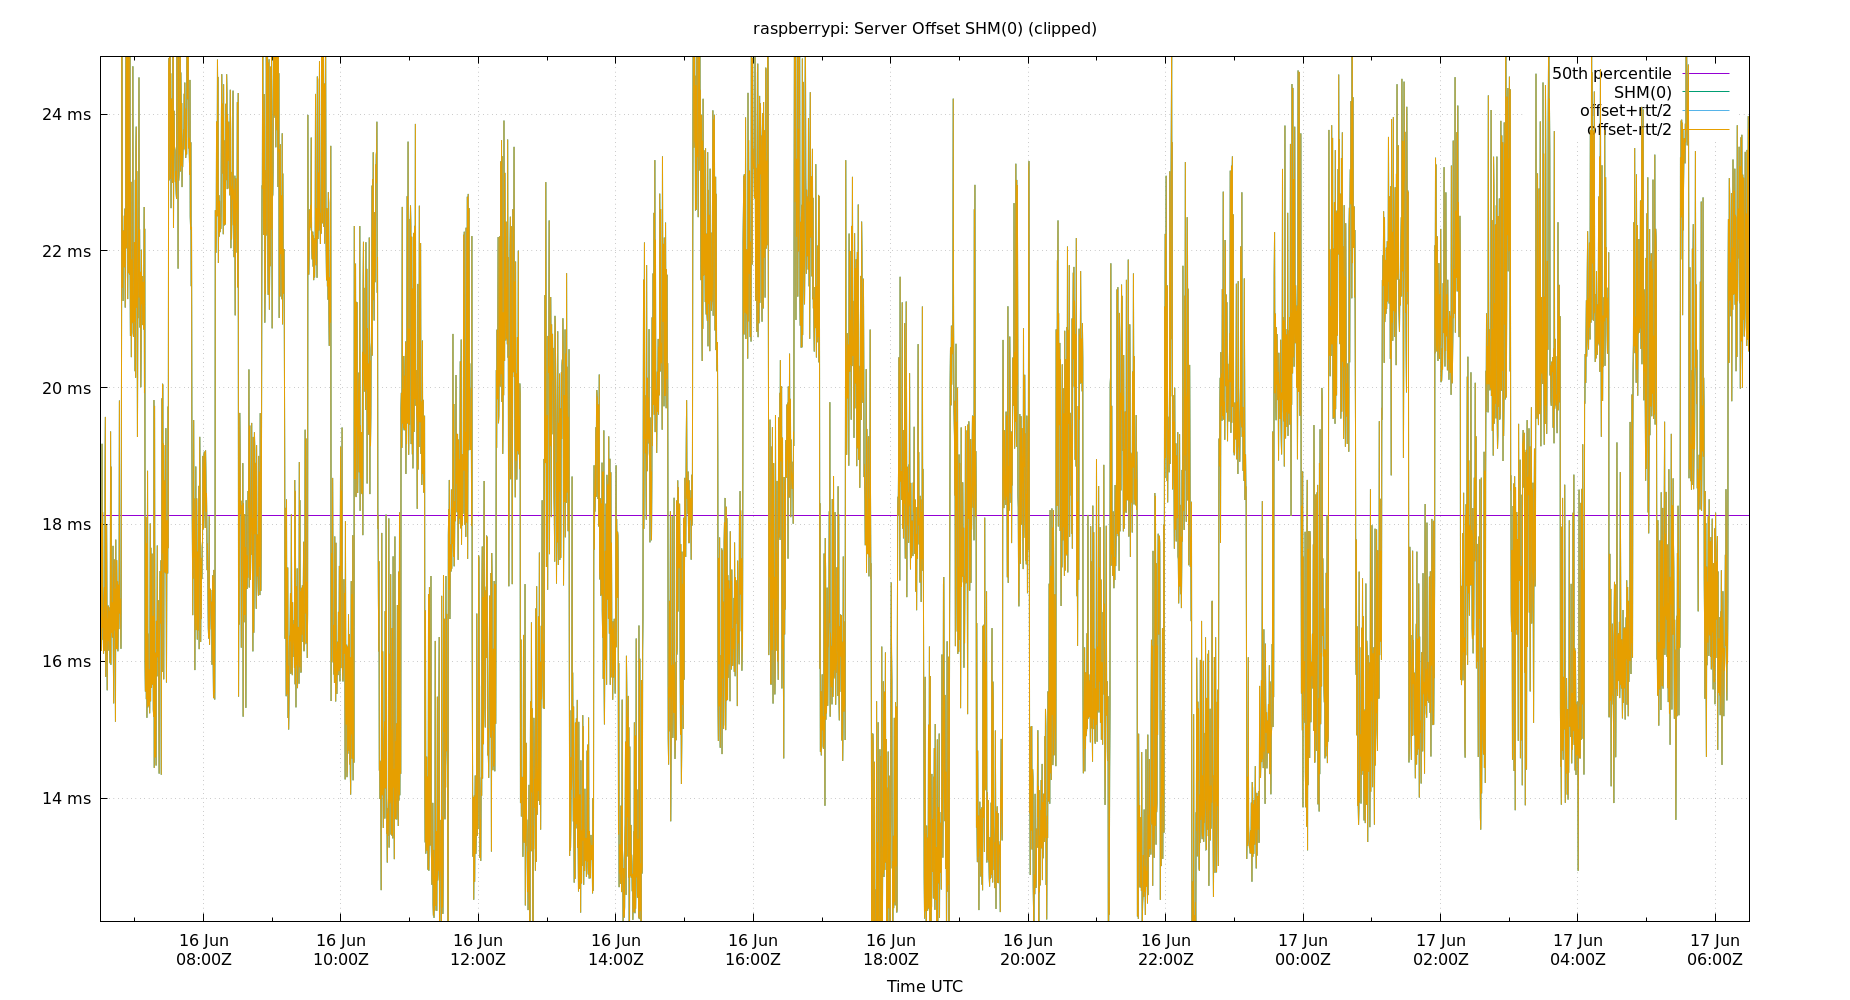 raspberrypi: Server Offset SHM(0) (clipped)
50th percentile
SHM(0)
offset+rtt/2
offset-rtt/2
24 ms
22 ms
20 ms
18 ms
16 ms
14 ms
16 Jun 16 Jun 16 Jun 16 Jun 16 Jun 16 Jun 16 Jun 16 Jun 17 Jun 17 Jun 17 Jun 17 Jun
08:00Z 10:00Z 12:00Z 14:00Z 16:00Z 18:00Z 20:00Z 22:00Z 00:00Z 02:00Z 04:00Z 06:00Z
Time UTC